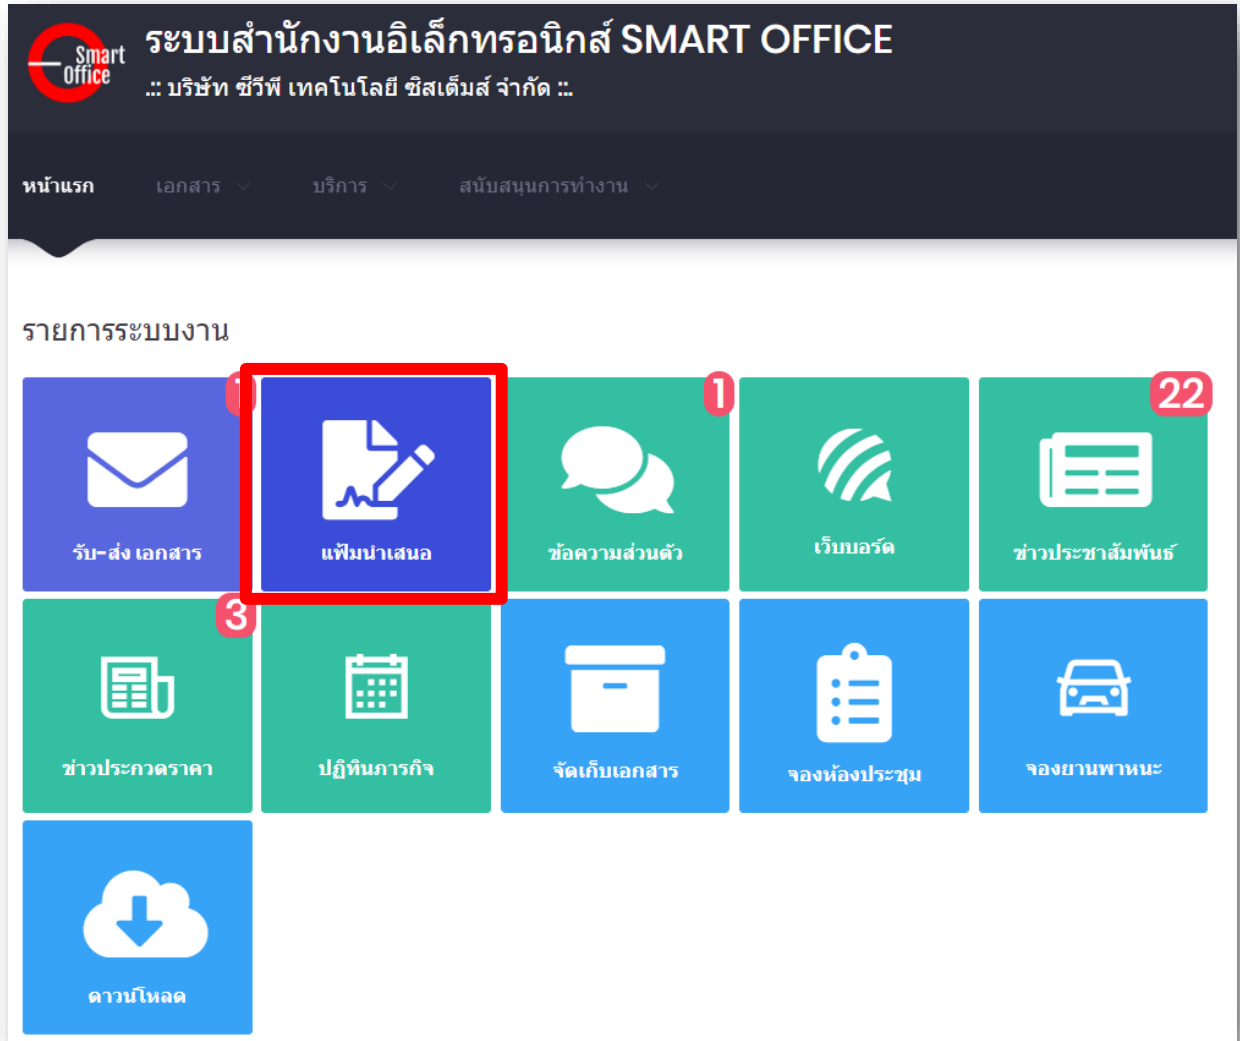 Smart
Office
ระบบสำนักงานอิเล็กทรอนิกส์ SMART OFFICE
.:: บริษัท ซีวีพี เทคโนโลยี ซิสเต็มส์ จำกัด ::.
หน้าแรก เอกสาร บริการ สนับสนุนการทำงาน
รายการระบบงาน
1 22
รับ-ส่ง เอกสาร แฟ้มนำเสนอ ข้อความส่วนตัว เว็บบอร์ด ข่าวประชาสัมพันธ์
3
ข่าวประกวดราคา ปฏิทินภารกิจ จัดเก็บเอกสาร จองห้องประชุม จองยานพาหนะ
ดาวน์โหลด